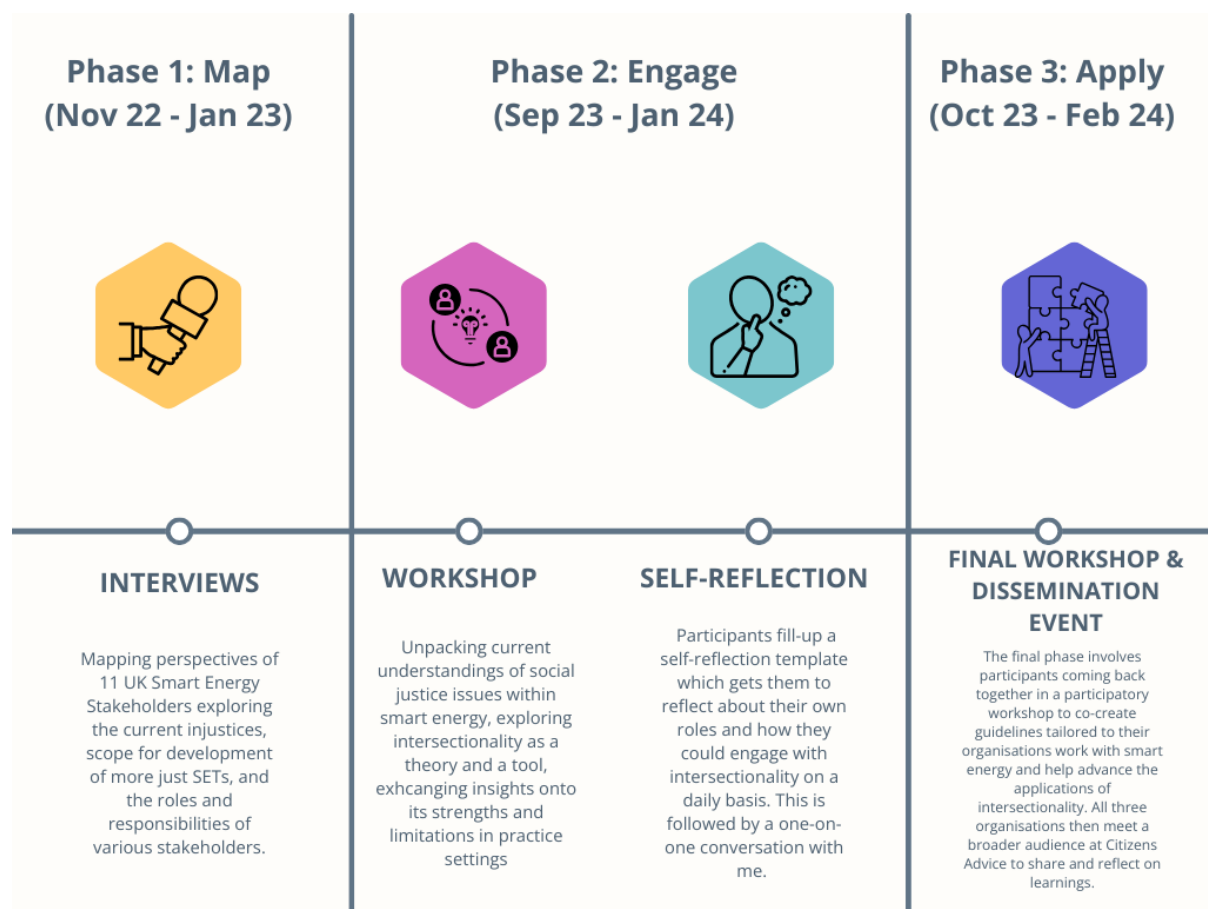 Phase 1: Map
(Nov 22 - Jan 23)
Phase 2: Engage
(Sep 23 - Jan 24)
Phase 3: Apply
(Oct 23 - Feb 24)
INTERVIEWS
Mapping perspectives of
11 UK Smart Energy
Stakeholders exploring
the current injustices,
scope for development
of more just SETs, and
the roles and
responsibilities of
various stakeholders.
WORKSHOP
Unpacking current
understandings of social
justice issues within
smart energy, exploring
intersectionality as a
theory and a tool,
exhcanging insights onto
its strengths and
limitations in practice
settings
SELF-REFLECTION
Participants fill-up a
self-reflection template
which gets them to
reflect about their own
roles and how they
could engage with
intersectionality on a
daily basis. This is
followed by a one-on-
one conversation with
me.
FINAL WORKSHOP &
DISSEMINATION
EVENT
The final phase involves
participants coming back
together in a participatory
workshop to co-create
guidelines tailored to their
organisations work with smart
energy and help advance the
applications of
intersectionality. All three
organisations then meet a
broader audience at Citizens
Advice to share and reflect on
learnings.